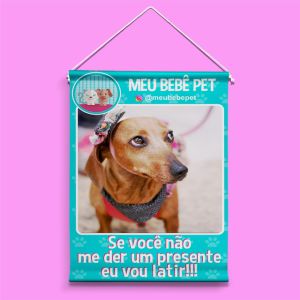 MEU BEBÊ PET
@meubebepet
Se você não
me der um presente
eu vou latir!!!